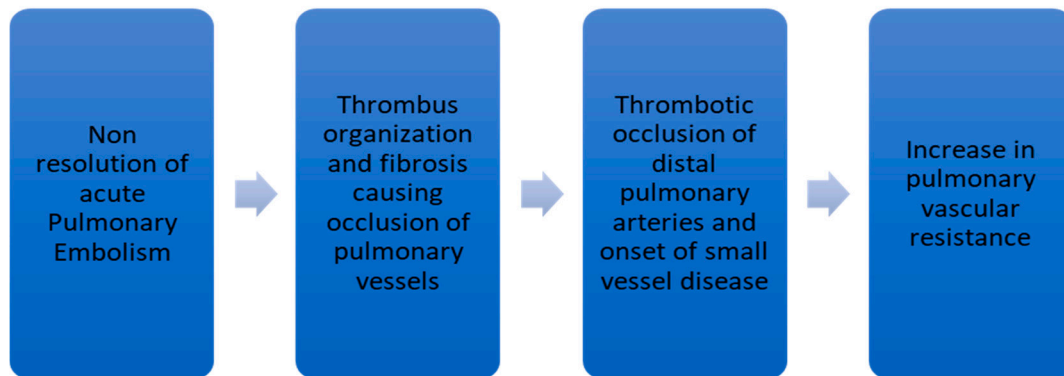 Non
resolution of
acute
Pulmonary
Embolism
Thrombus
organization
and fibrosis
causing
occlusion of
pulmonary
vessels
Thrombotic
occlusion of
distal
pulmonary
arteries and
onset of small
vessel disease
Increase in
pulmonary
vascular
resistance